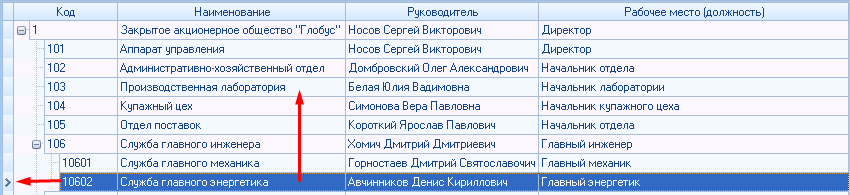 Код Наименование Руководитель Рабочее место (должность)
1 Закрытое акционерное общество "Глобус" Носов Сергей Викторович Директор
101 Аппарат управления Носов Сергей Викторович Директор
102 Административно-хозяйственный отдел Домбровский Олег Александрович Начальник отдела
103 Производственная лаборатория Белая Юлия Вадимовна Начальник лаборатории
104 Купажный цех Симонова Вера Павловна Начальник купажного цеха
105 Отдел поставок Короткий Ярослав Павлович Начальник отдела
106 Служба главного инженера Хомич Дмитрий Дмитриевич Главный инженер
10601 Служба главного механика Горностаев Дмитрий Святославович Главный механик
10602 Служба главного энергетика Авчинников Денис Кириллович Главный энергетик